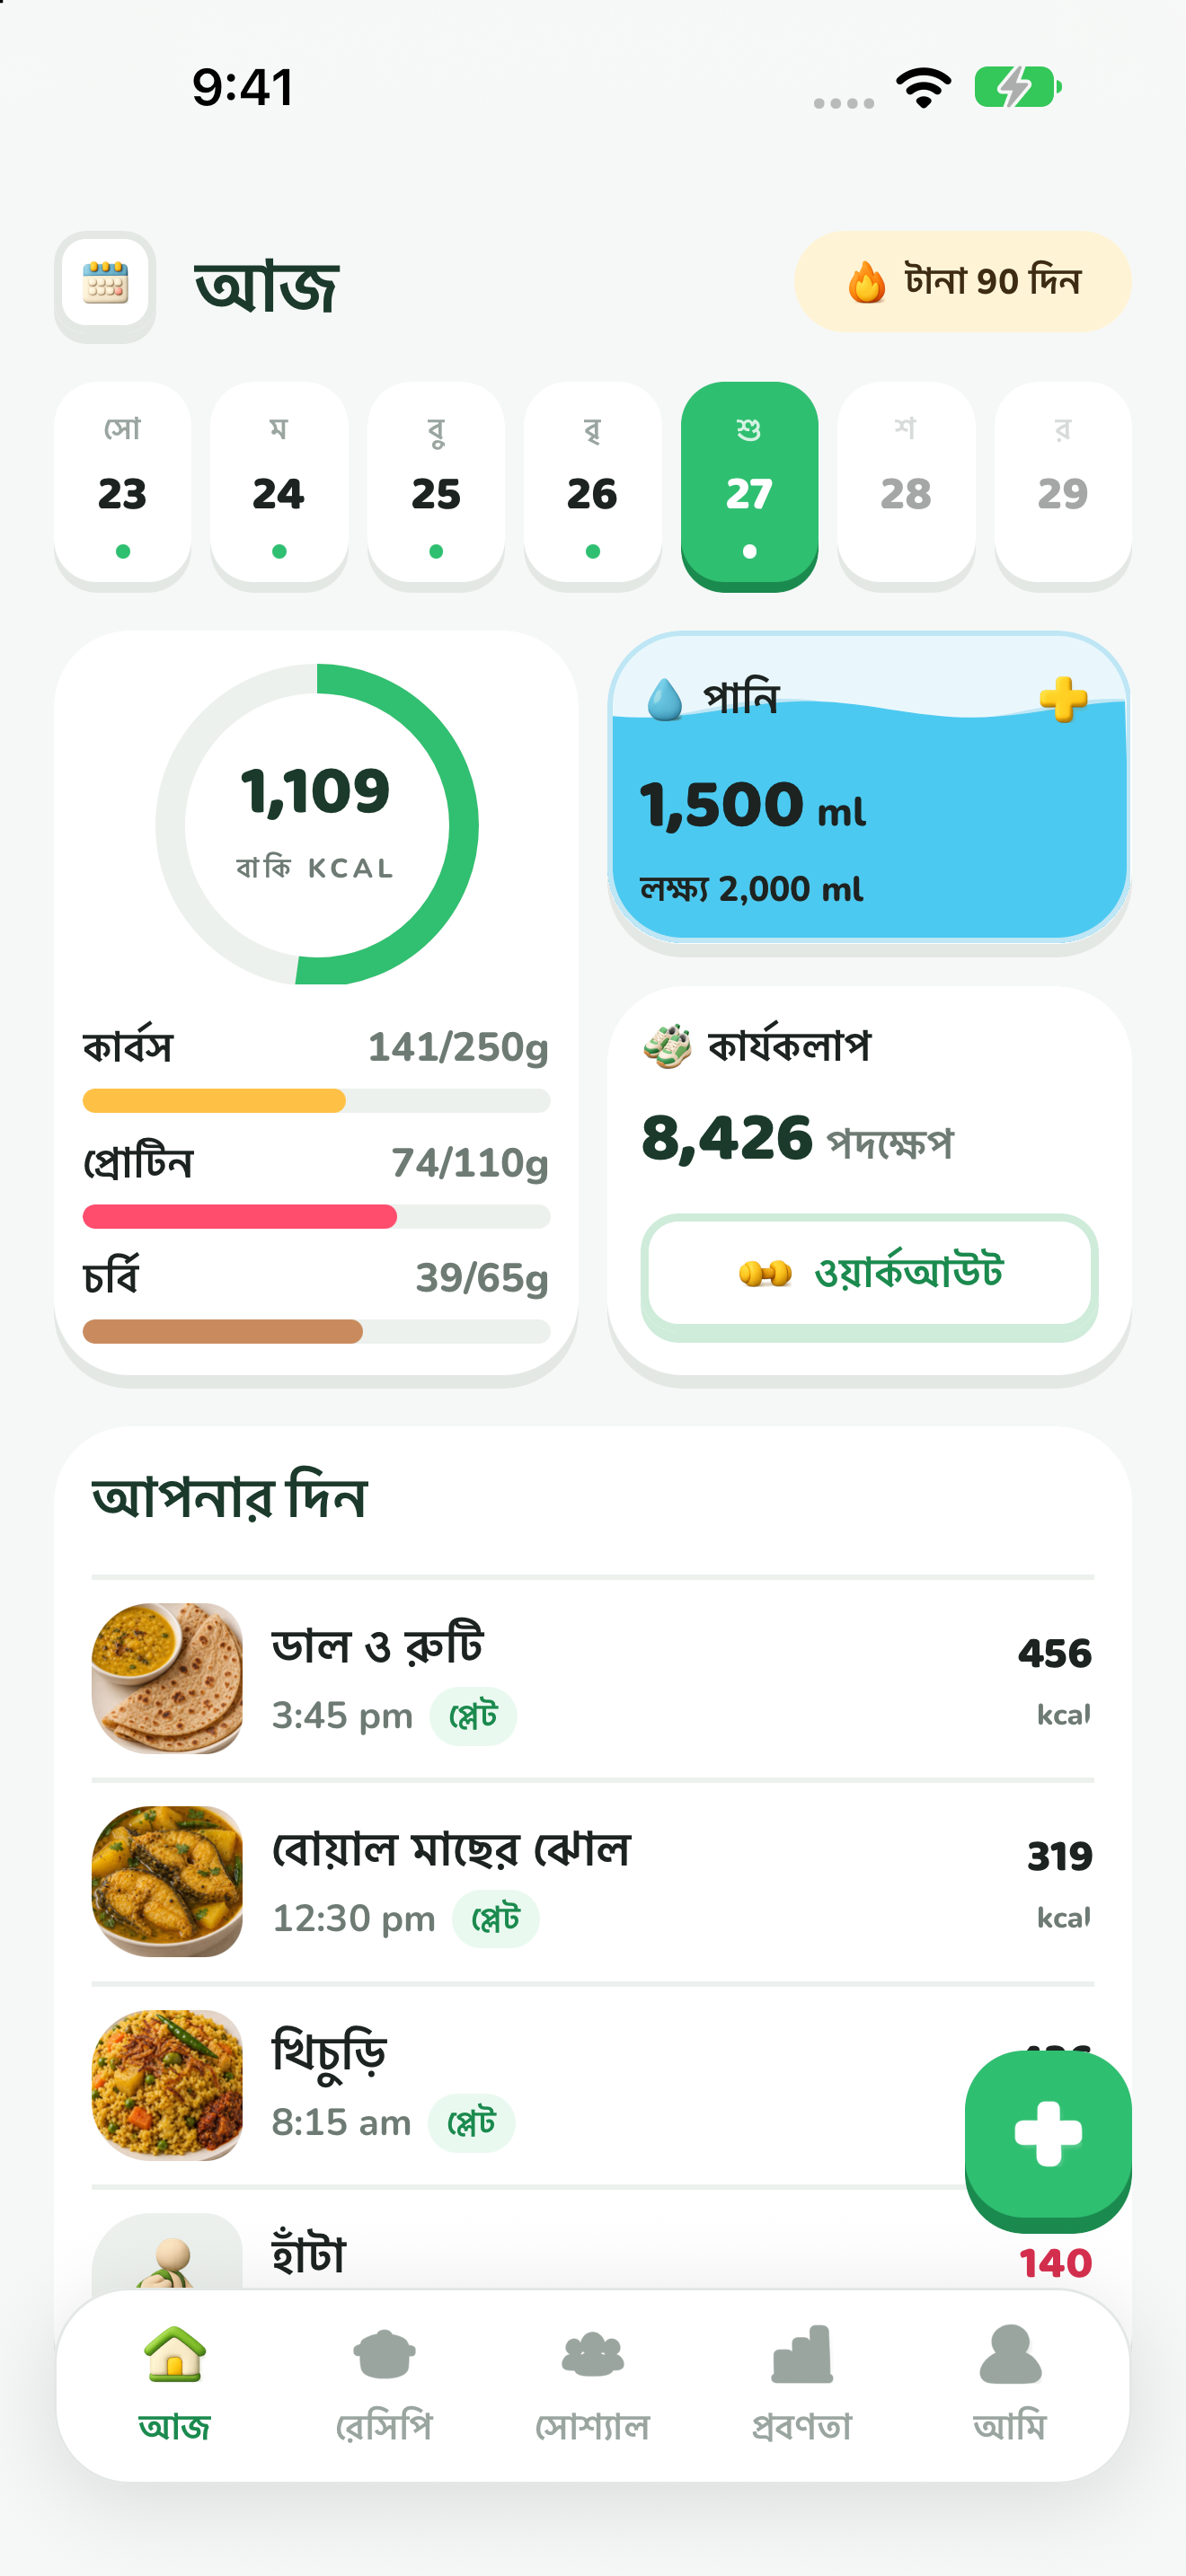 9:41
আজ
টানা 90 দিন
সো ম বু বৃ শু শ র
23 24 25 26 27 28 29
1,109
বাকি KCAL
কার্বস 141/250g
প্রোটিন 74/110g
চর্বি 39/65g
পানি
1,500 ml
লক্ষ্য 2,000 ml
কার্যকলাপ
8,426 পদক্ষেপ
ওয়ার্কআউট
আপনার দিন
ডাল ও রুটি
456
3:45 pm প্লেট
kcal
বোয়াল মাছের ঝোল
319
12:30 pm প্লেট
kcal
খিচুড়ি
8:15 am প্লেট
হাঁটা
140
আজ রেসিপি সোশ্যাল প্রবণতা আমি